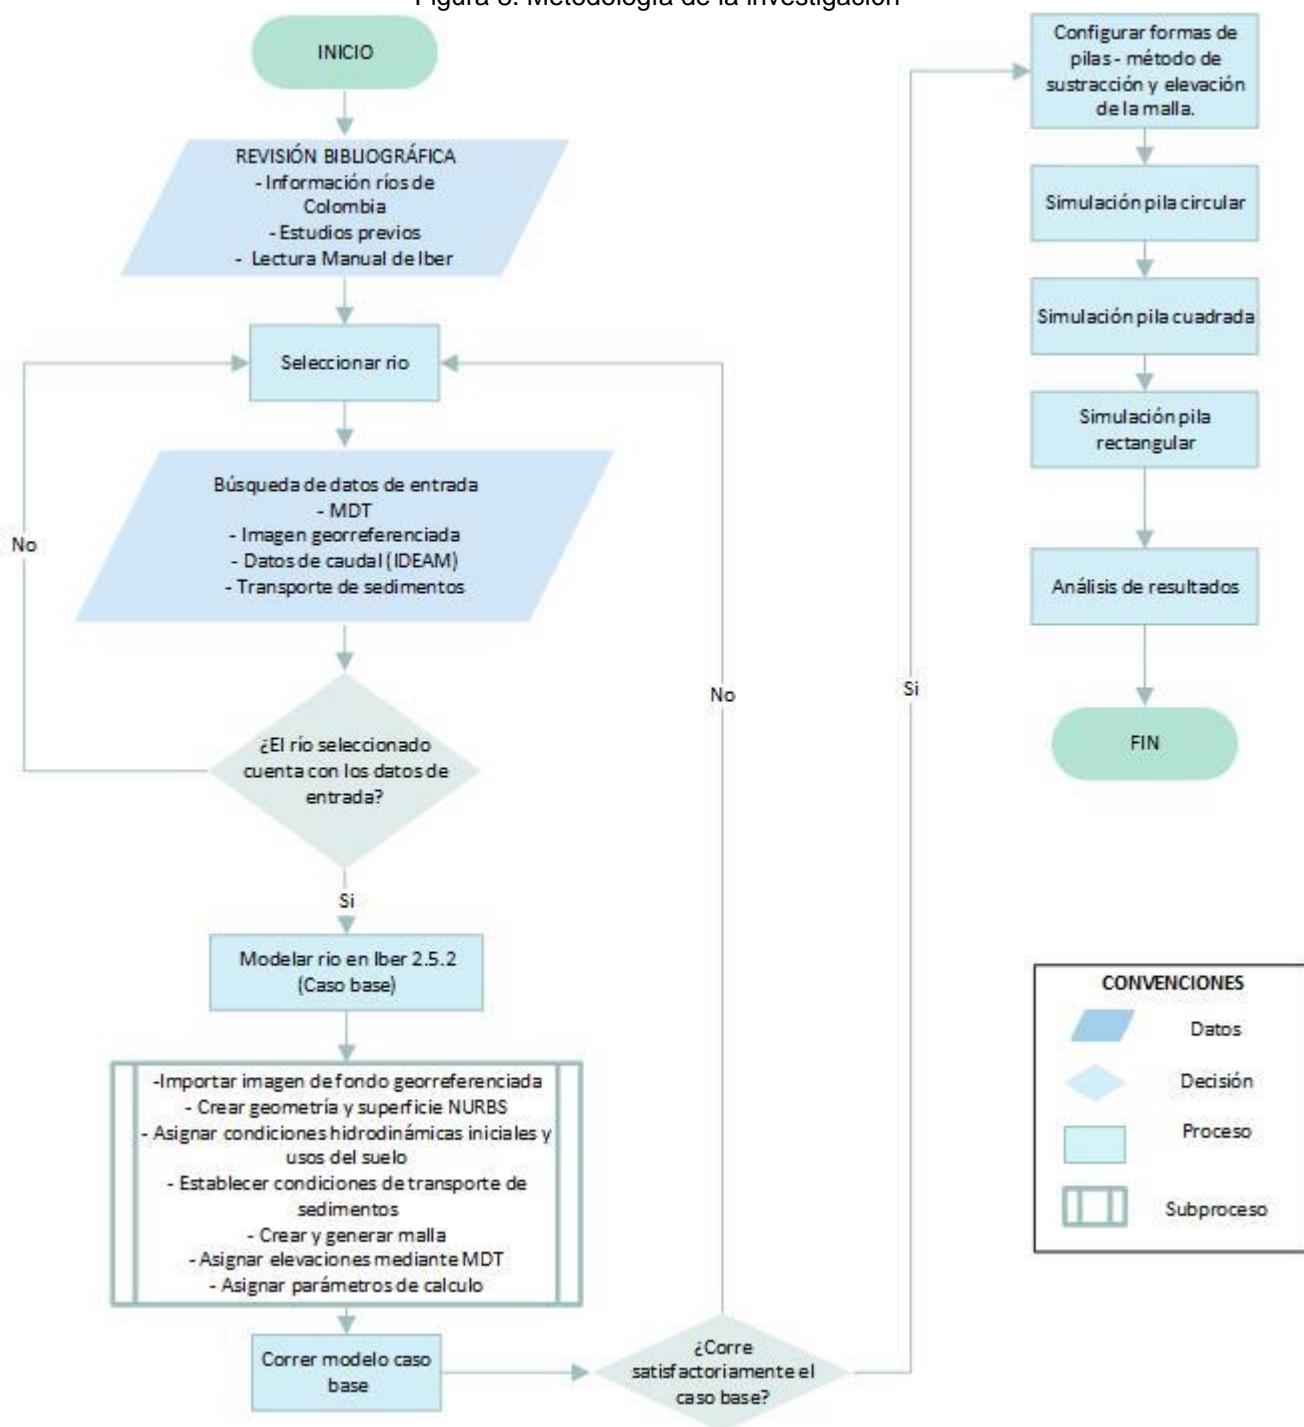 Figura 8. Metodología de la investigación
INICIO
REVISIÓN BIBLIOGRÁFICA
- Información ríos de
Colombia
- Estudios previos
- Lectura Manual de Iber
Seleccionar rio
Búsqueda de datos de entrada
- MDT
- Imagen georreferenciada
- Datos de caudal (IDEAM)
- Transporte de sedimentos
No
¿El río seleccionado
cuenta con los datos de
entrada?
Si
Modelar rio en Iber 2.5.2
(Caso base)
-Importar imagen de fondo georreferenciada
- Crear geometría y superficie NURBS
- Asignar condiciones hidrodinámicas iniciales y
usos del suelo
- Establecer condiciones de transporte de
sedimentos
- Crear y generar malla
- Asignar elevaciones mediante MDT
- Asignar parámetros de calculo
Correr modelo caso
base
¿Corre
satisfactoriamente el
caso base?
No
Si
Configurar formas de
pilas - método de
sustracción y elevación
de la malla.
Simulación pila circular
Simulación pila cuadrada
Simulación pila
rectangular
Análisis de resultados
FIN
CONVENCIONES
Datos
Decisión
Proceso
Subproceso